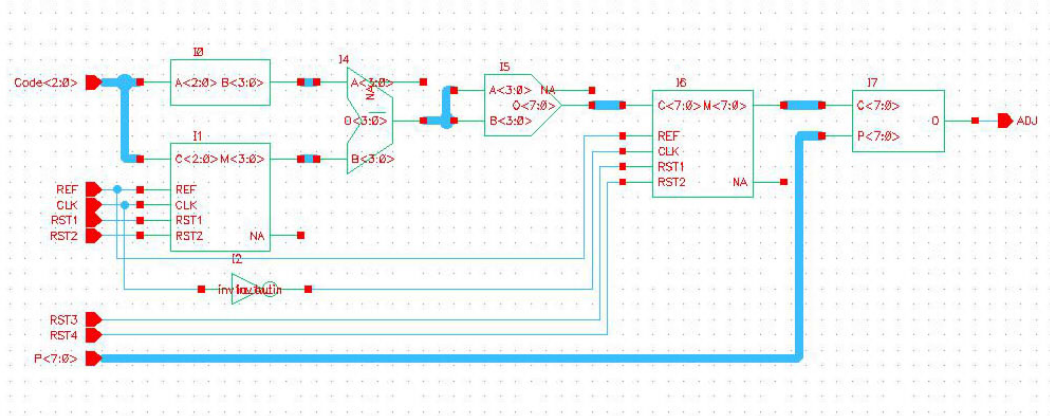 I0
I4
Code<2:0>
A<2:0> B<3:0>
A<3:0>
NA
O<3:0>
B<3:0>
I5
A<3:0> NA
O<7:0>
B<3:0>
I6
C<7:0> M<7:0>
REF
CLK
RST1
RST2
NA
I7
C<7:0>
P<7:0>
O
ADJ
I1
C<2:0> M<3:0>
REF REF
CLK CLK
RST1 RST1
RST2 RST2 NA
I2
RST3
RST4
P<7:0>